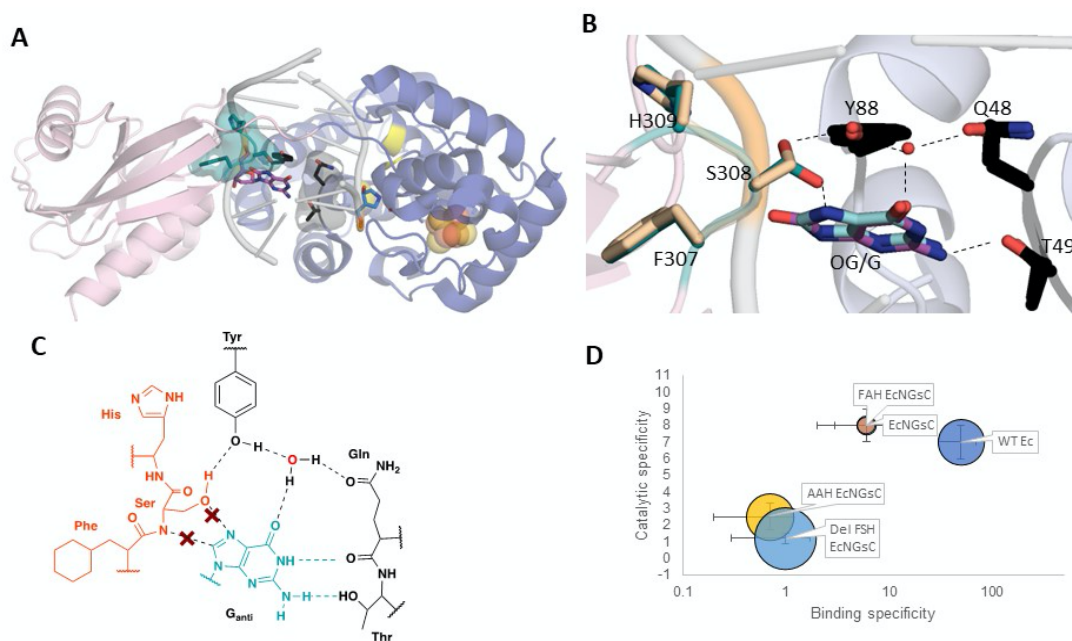 A
B
H309
Y88
Q48
S308
F307
OG/G
T49
C
Tyr
His
NH
N
O
H
O
H
Gln
H
O
NH₂
NH
O
Ser
H
O
O
Phe
O
N
N
O
N
NH
O
N
N
NH
N
H
HO
H
G anti
Thr
D
11
10
9
8
7
6
5
4
3
2
1
0
-1
Catalytic specificity
FAH EcNGsC
EcNGsC
WT Ec
AAH EcNGsC
Del FSH
EcNGsC
0.1
1
10
100
Binding specificity